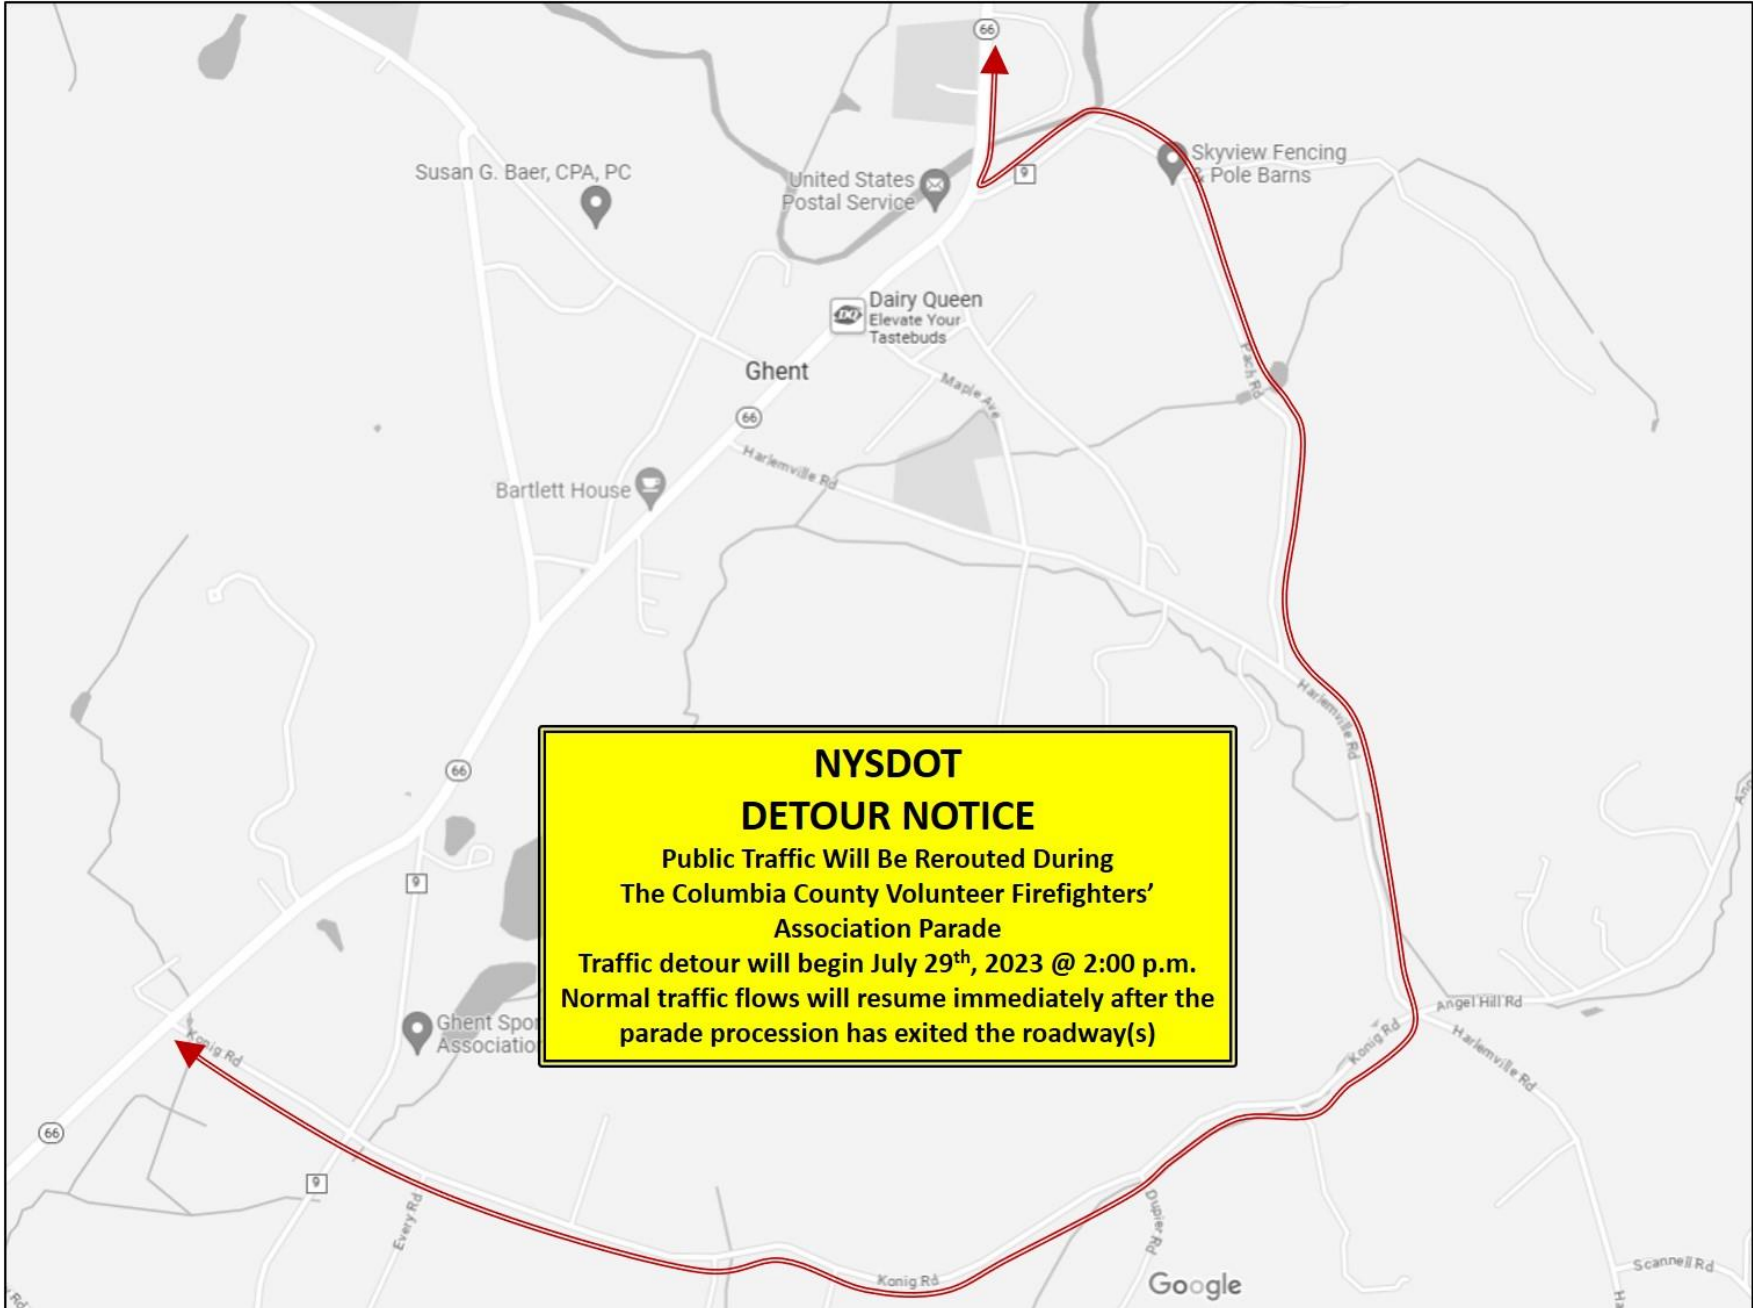 66
Susan G. Baer, CPA, PC
United States
Postal Service
9
Skyview Fencing
& Pole Barns
Dairy Queen
Elevate Your
Tastebuds
DQ
Pach Rd
Ghent
Maple Ave
66
Harlemville Rd
Bartlett House
Harlemville Rd
66
NYSDOT
DETOUR NOTICE
Public Traffic Will Be Rerouted During
The Columbia County Volunteer Firefighters’
Association Parade
Traffic detour will begin July 29th, 2023 @ 2:00 p.m.
Normal traffic flows will resume immediately after the
parade procession has exited the roadway(s)
9
Angel Hill Rd
Ghent Spor
Association
Konig Rd
Konig Rd
Harlemville Rd
66
9
Every Rd
Dupier Rd
Scannell Rd
Konig Rd
Google